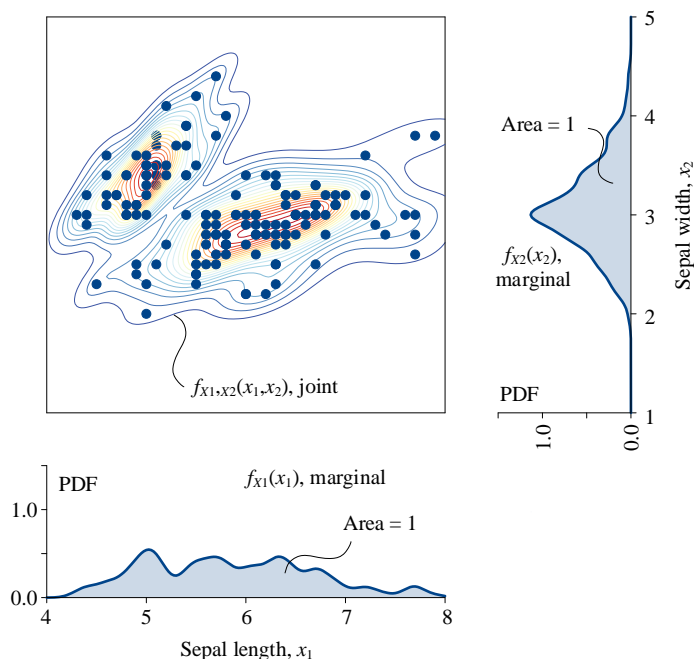 5
4
3
2
1
Sepal width, x₂
Area = 1
f_{X2}(x₂),
marginal
PDF
1.0
0.0
f_{X1,X2}(x₁,x₂), joint
PDF
f_{X1}(x₁), marginal
Area = 1
1.0
0.0
4 5 6 7 8
Sepal length, x₁